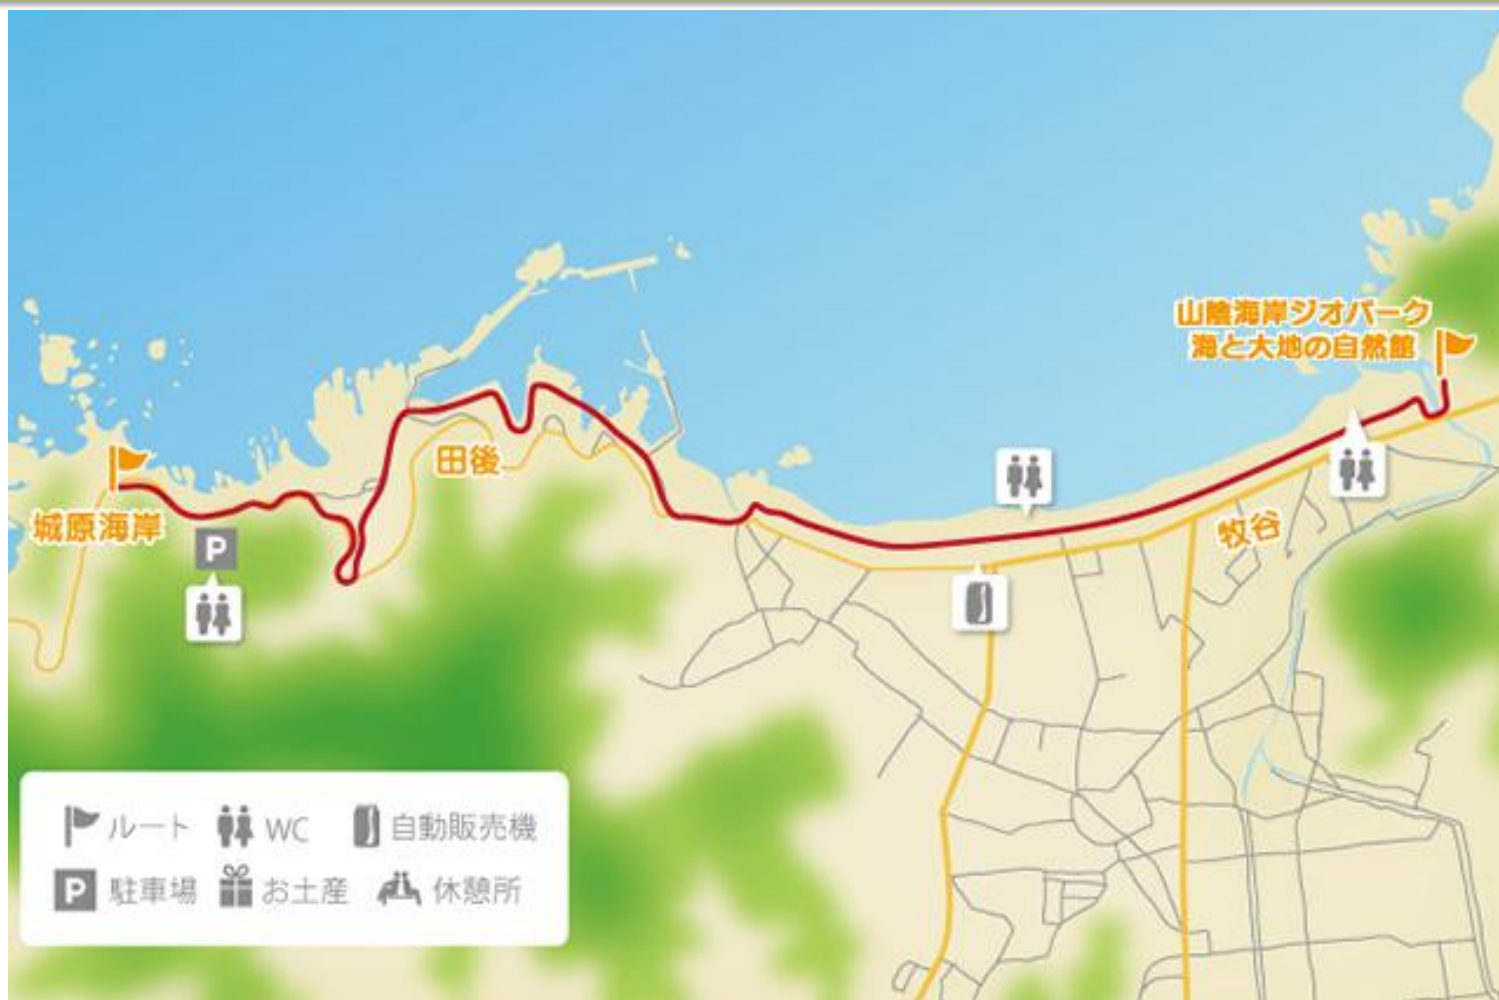 山陰海岸ジオパーク
海と大地の自然館
田後
城原海岸
P
牧谷
ルート
WC
自動販売機
P
駐車場
お土産
休憩所